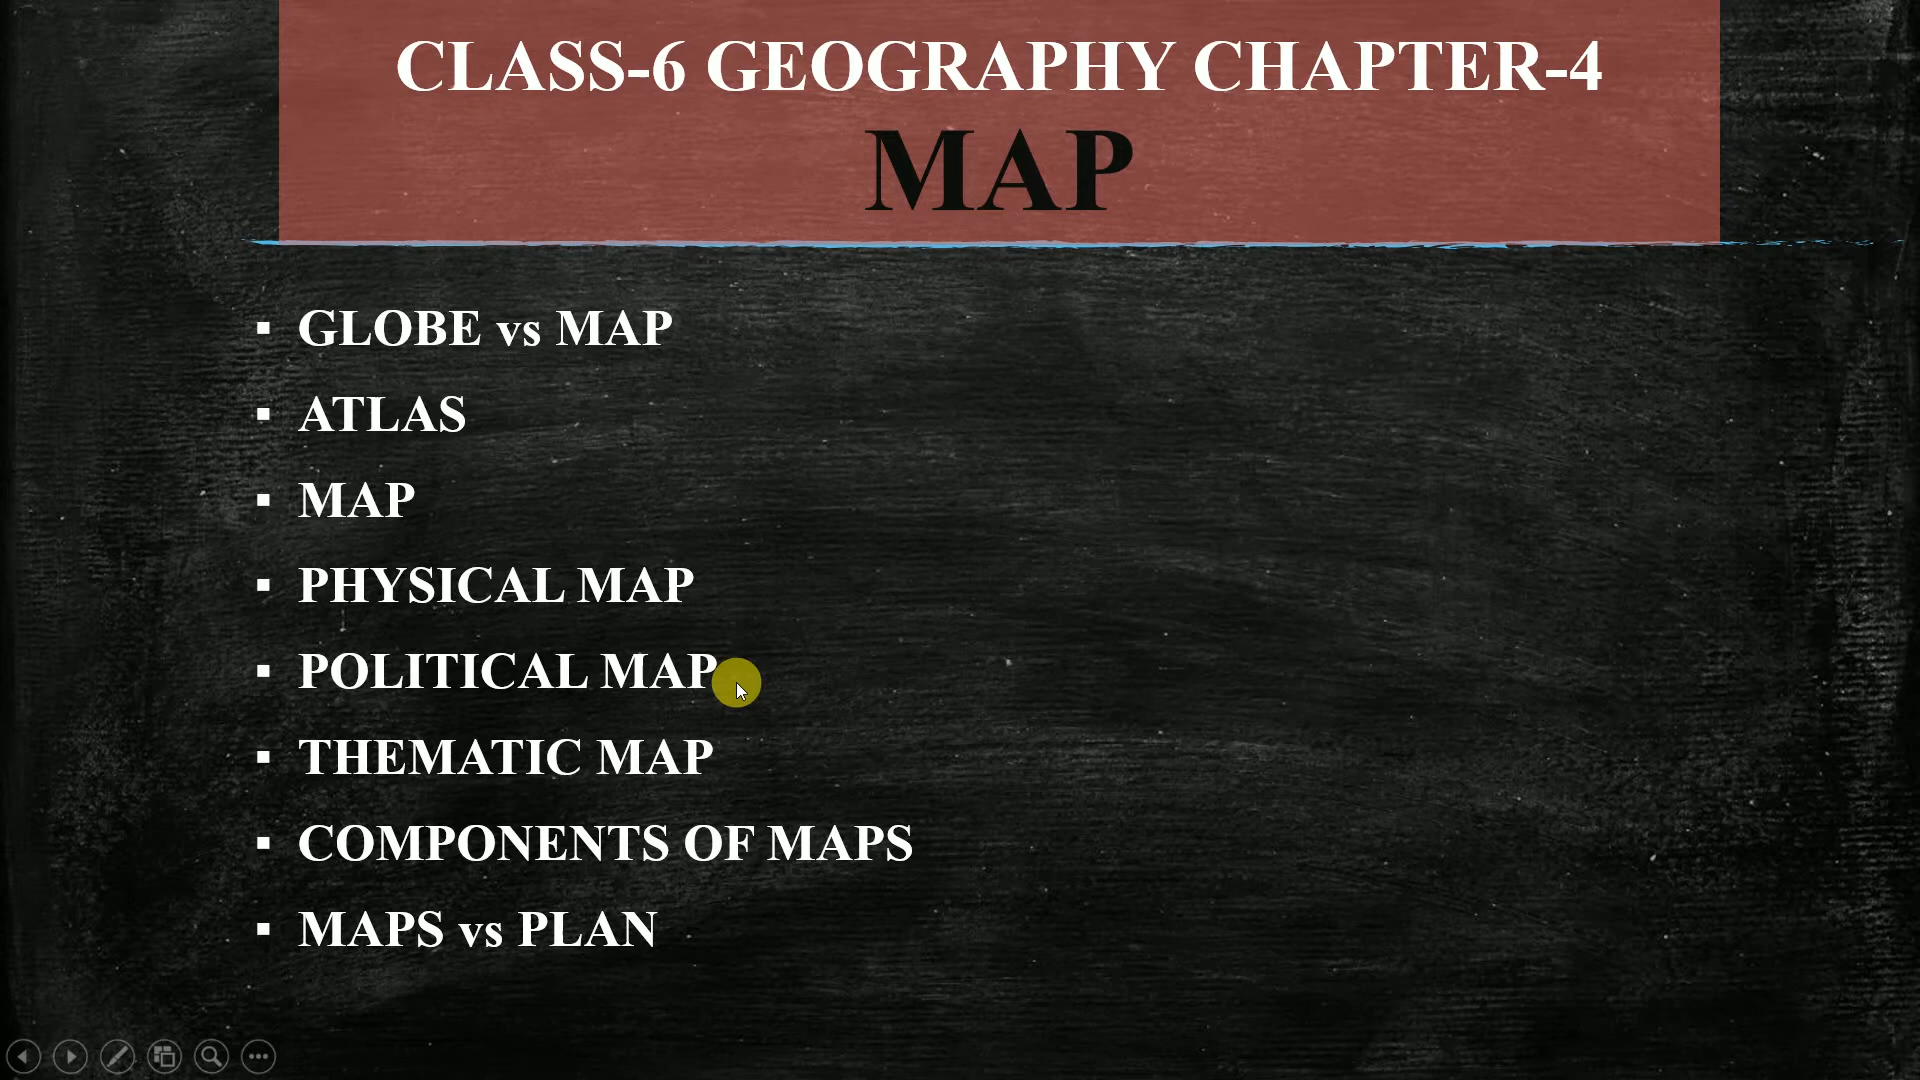 CLASS-6 GEOGRAPHY CHAPTER-4
MAP
▪ GLOBE vs MAP
▪ ATLAS
▪ MAP
▪ PHYSICAL MAP
▪ POLITICAL MAP
▪ THEMATIC MAP
▪ COMPONENTS OF MAPS
▪ MAPS vs PLAN